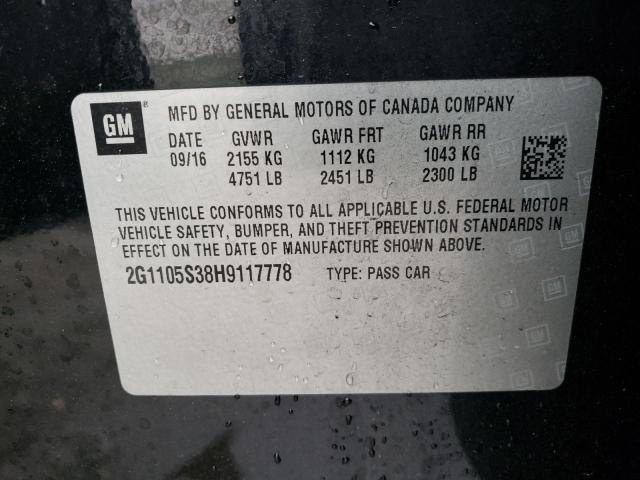 GM®
MFD BY GENERAL MOTORS OF CANADA COMPANY
DATE GVWR GAWR FRT GAWR RR
09/16 2155 KG 1112 KG 1043 KG
4751 LB 2451 LB 2300 LB
THIS VEHICLE CONFORMS TO ALL APPLICABLE U.S. FEDERAL MOTOR
VEHICLE SAFETY, BUMPER, AND THEFT PREVENTION STANDARDS IN
EFFECT ON THE DATE OF MANUFACTURE SHOWN ABOVE.
2G1105S38H9117778 TYPE: PASS CAR